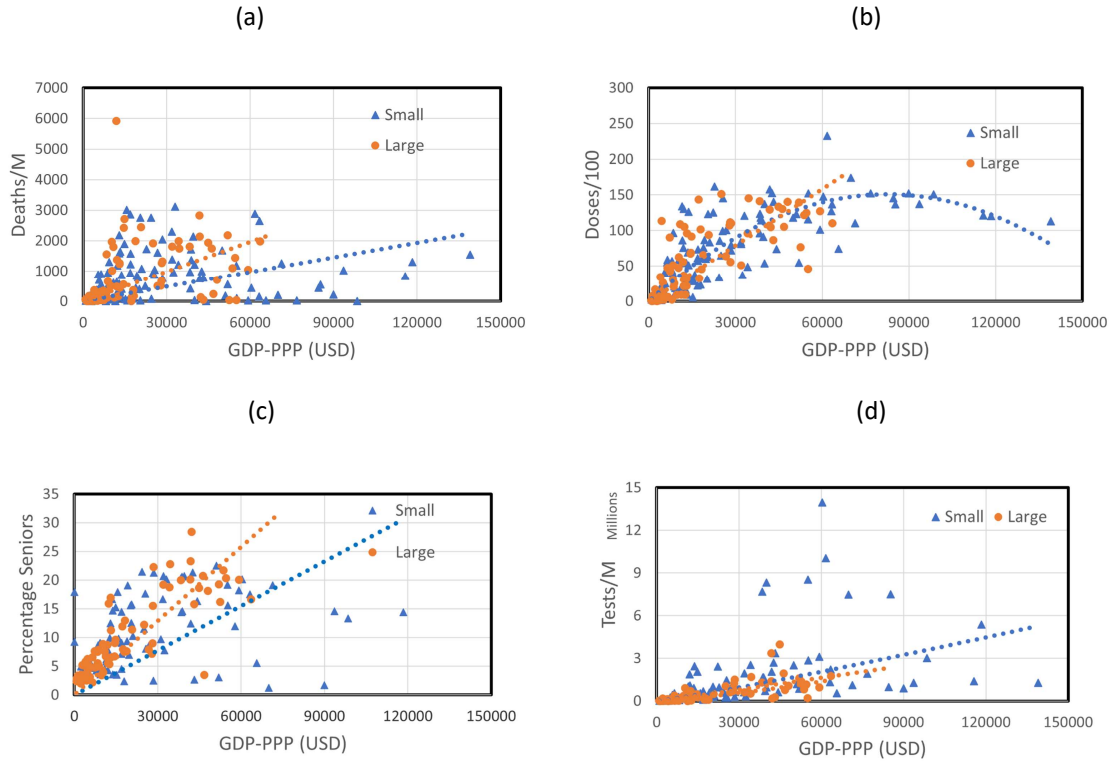 (a)
7000
6000
5000
4000
3000
2000
1000
0
Deaths/M
Small
Large
0 30000 60000 90000 120000 150000
GDP-PPP (USD)
(b)
300
250
200
150
100
50
0
Doses/100
Small
Large
0 30000 60000 90000 120000 150000
GDP-PPP (USD)
(c)
35
30
25
20
15
10
5
0
Percentage Seniors
Small
Large
0 30000 60000 90000 120000 150000
GDP-PPP (USD)
(d)
15
12
9
6
3
0
Tests/M
Millions
Small Large
0 30000 60000 90000 120000 150000
GDP-PPP (USD)